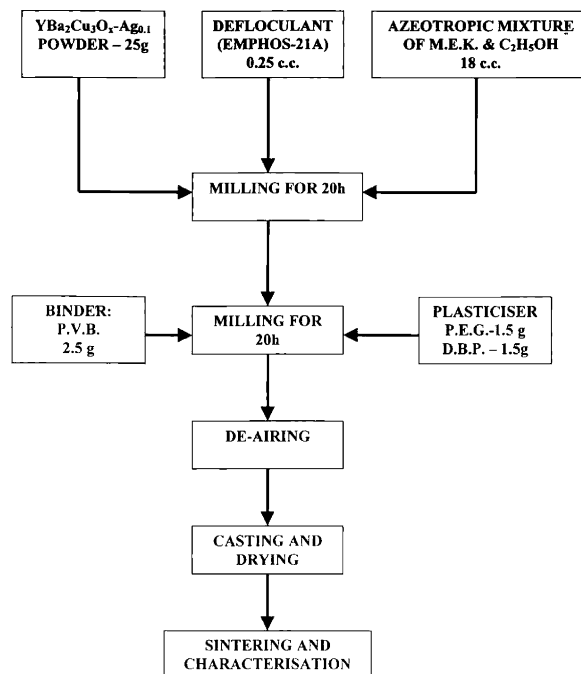 YBa₂Cu₃Oₓ-Ag₀.₁
POWDER – 25g
DEFLOCULANT
(EMPHOS-21A)
0.25 c.c.
AZEOTROPIC MIXTURE
OF M.E.K. & C₂H₅OH
18 c.c.
MILLING FOR 20h
BINDER:
P.V.B.
2.5 g
MILLING FOR
20h
PLASTICISER
P.E.G.-1.5 g
D.B.P. – 1.5g
DE-AIRING
CASTING AND
DRYING
SINTERING AND
CHARACTERISATION